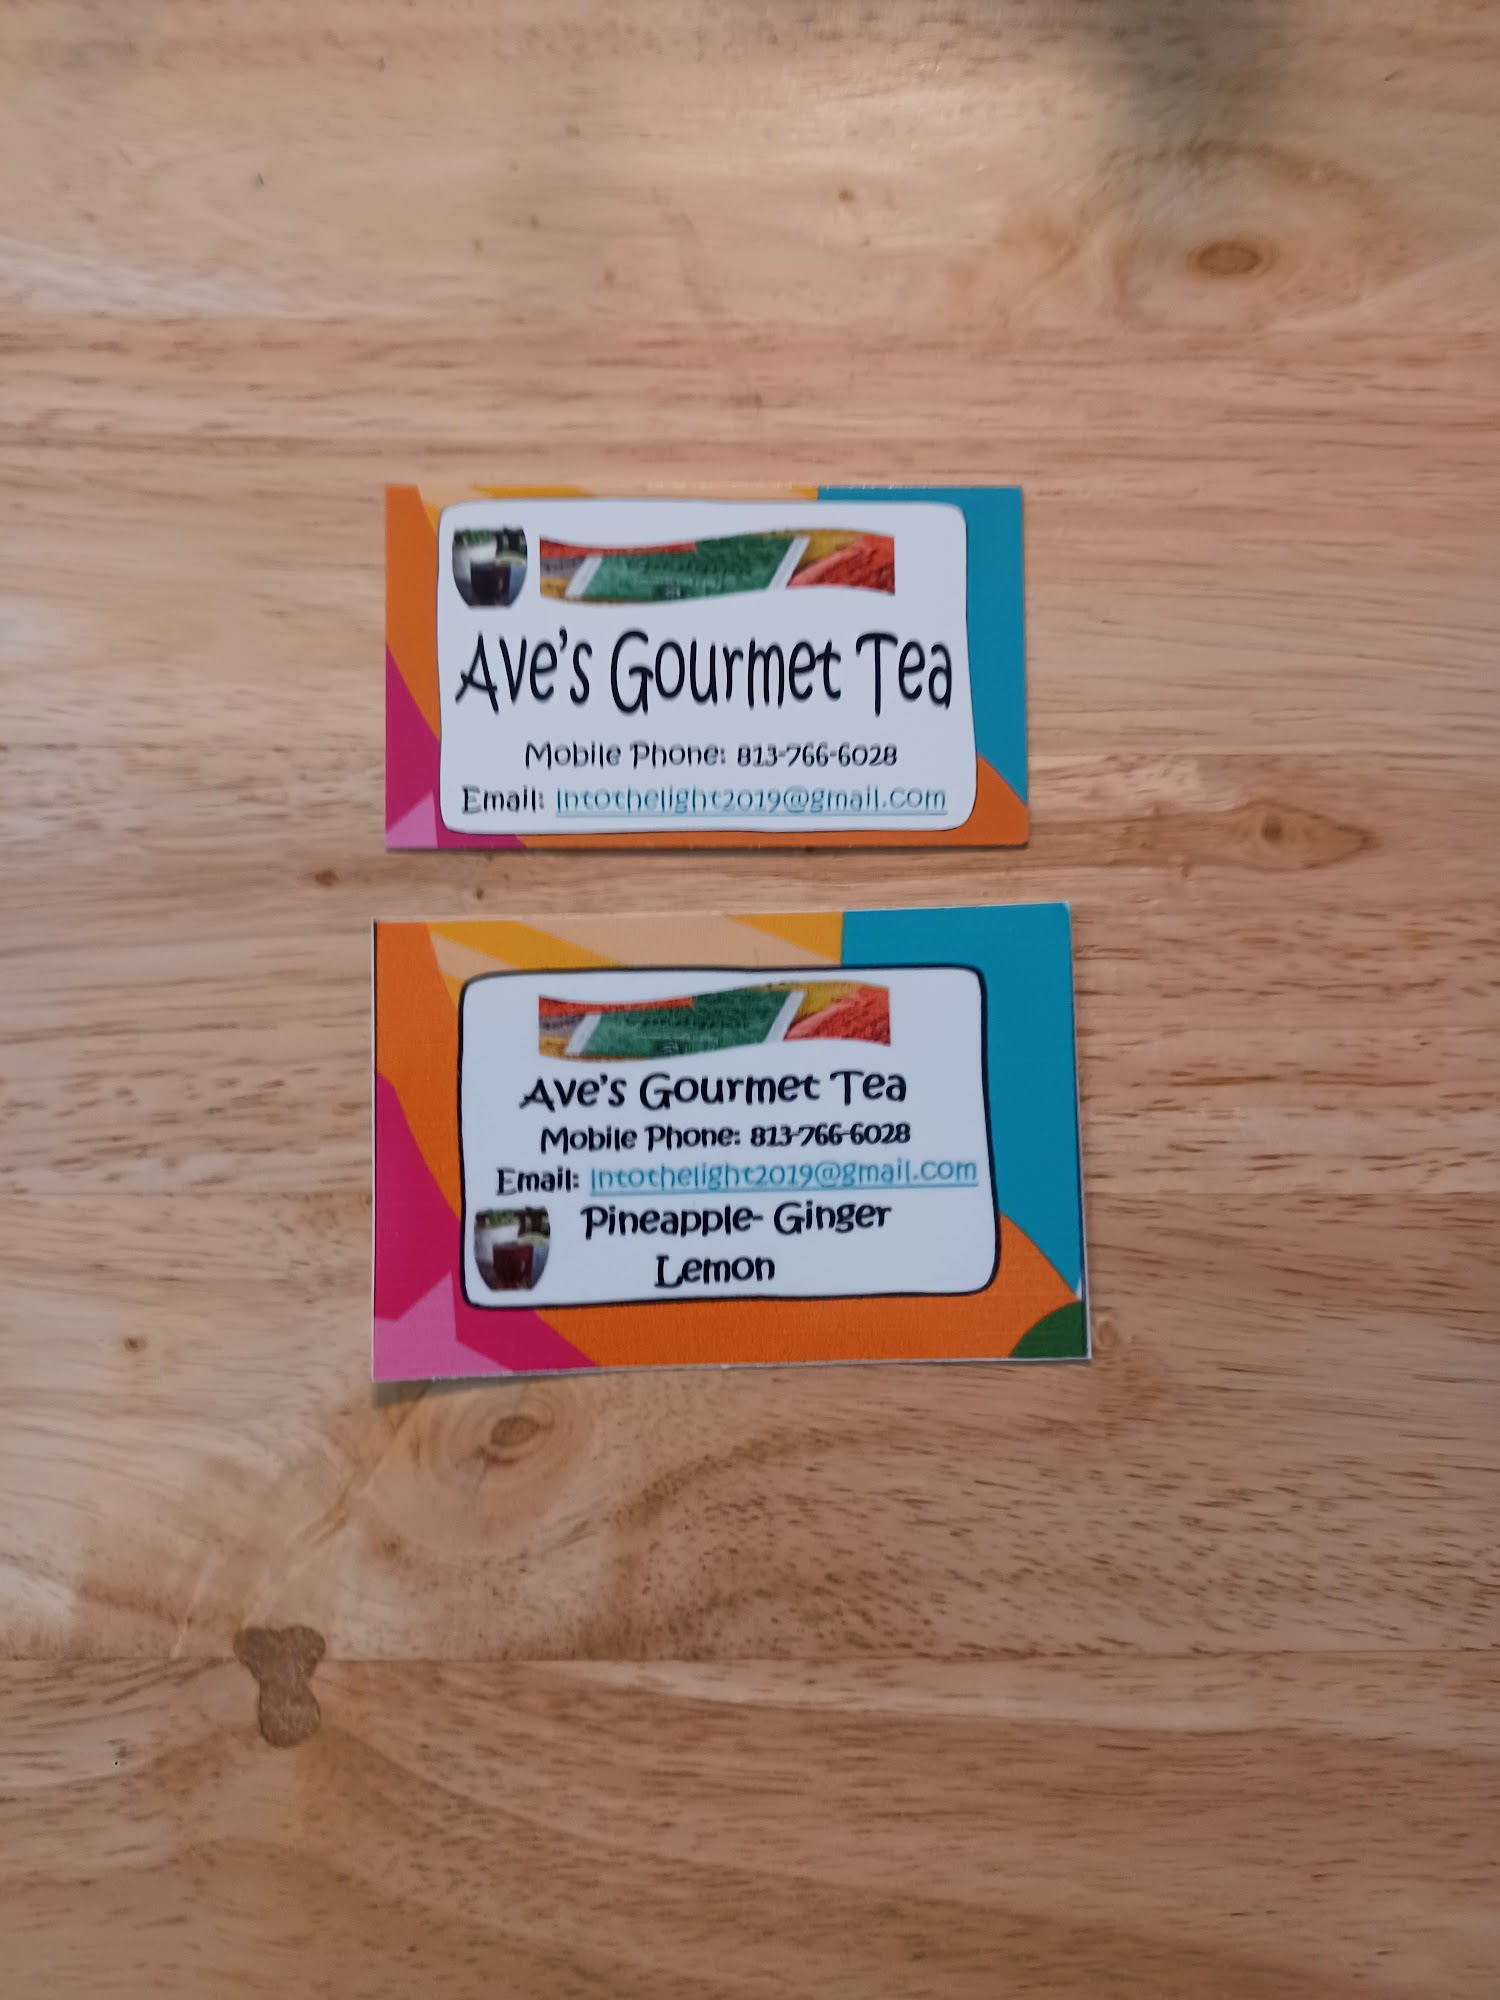 Ave's Gourmet Tea
Mobile Phone: 813-766-6028
Email: Intothelight2019@gmail.com
Ave's Gourmet Tea
Mobile Phone: 813-766-6028
Email: Intothelight2019@gmail.com
Pineapple- Ginger
Lemon